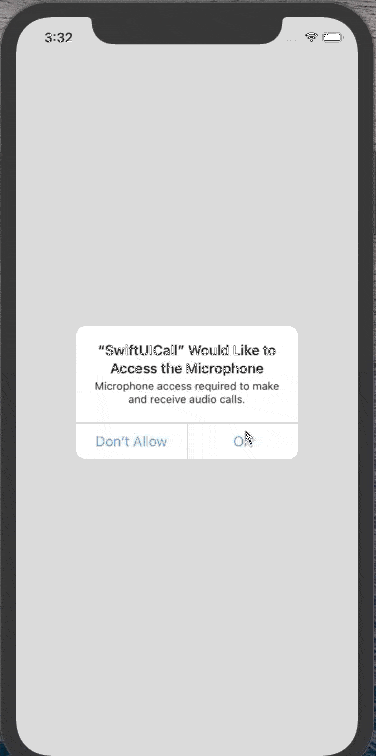 3:32
“SwiftUICall” Would Like to
Access the Microphone
Microphone access required to make
and receive audio calls.
Don’t Allow
OK